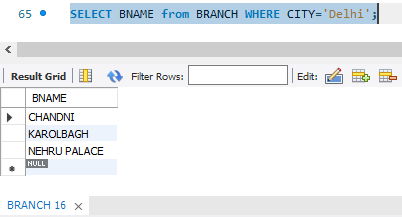 65 SELECT BNAME from BRANCH WHERE CITY='Delhi';
Result Grid Filter Rows: Edit:
BNAME
CHANDNI
KAROLBAGH
NEHRU PALACE
NULL
BRANCH 16